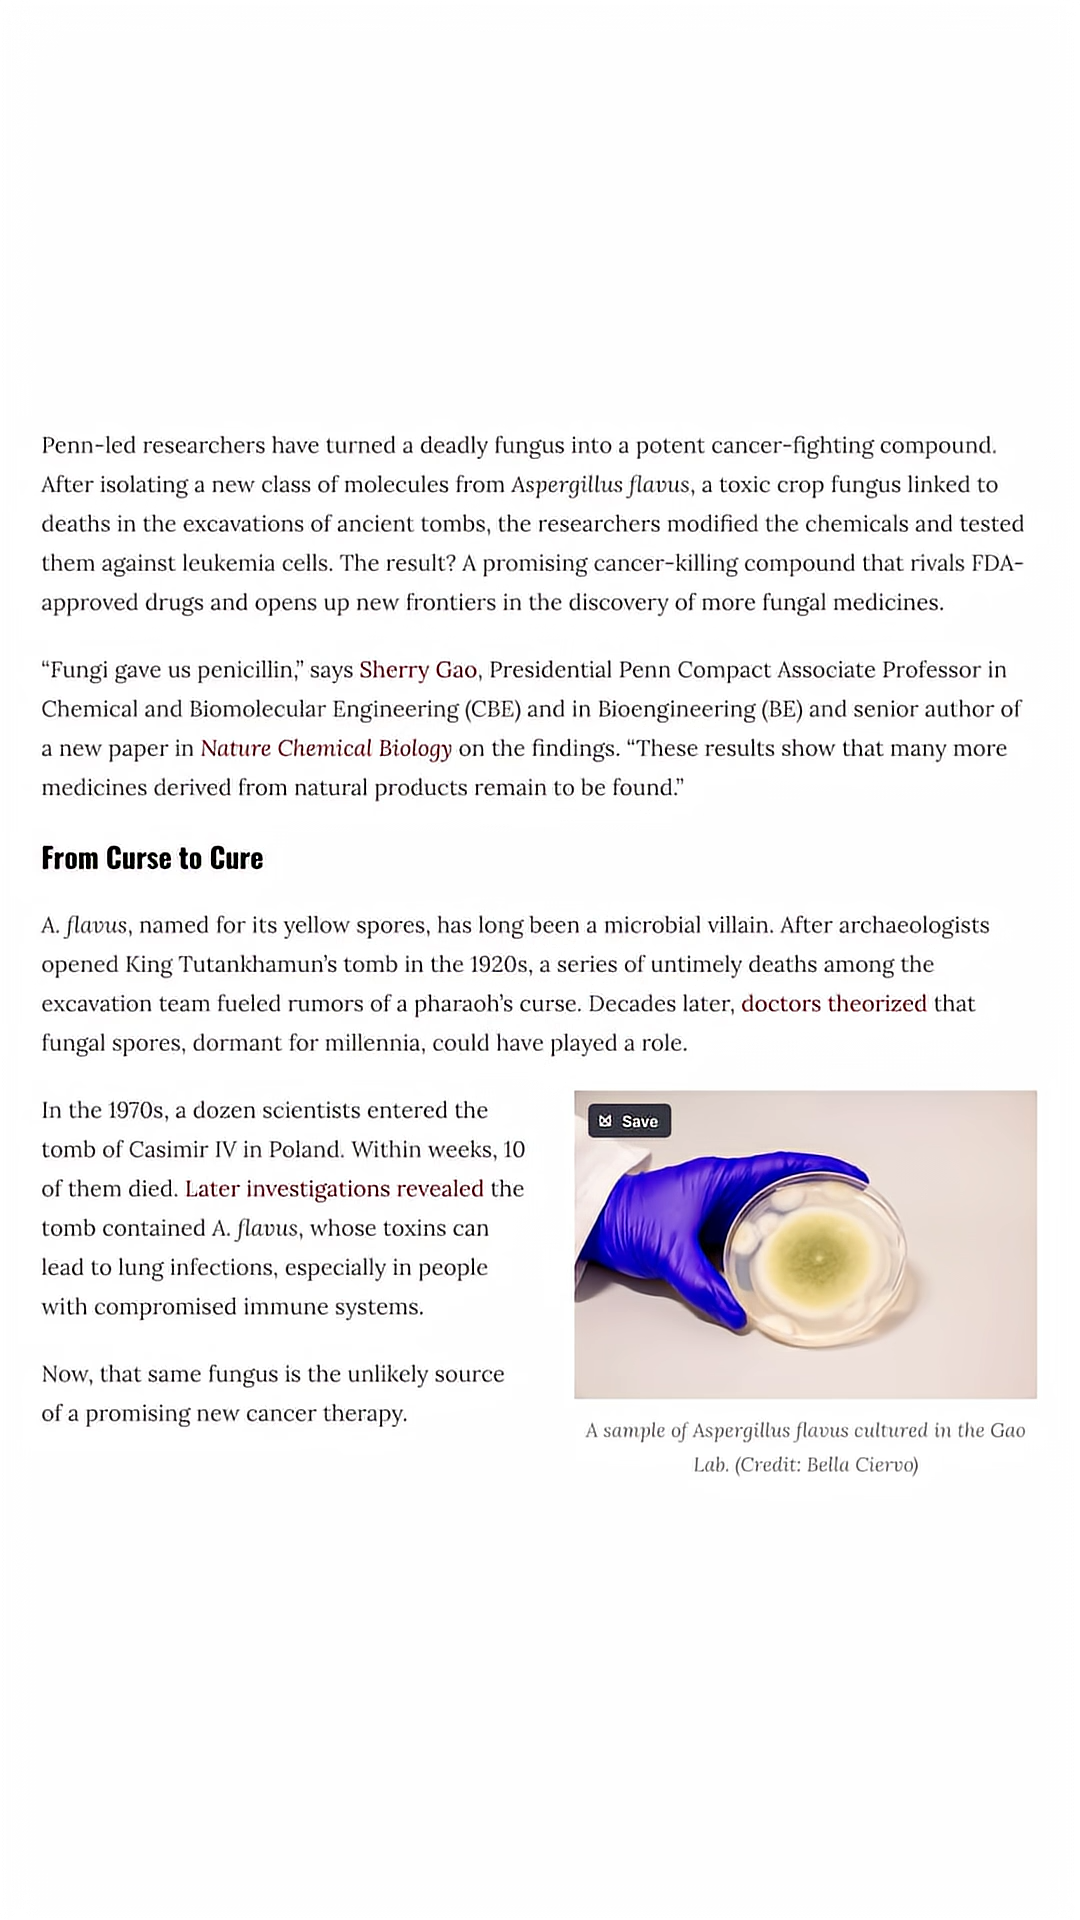 Penn-led researchers have turned a deadly fungus into a potent cancer-fighting compound.
After isolating a new class of molecules from Aspergillus flavus, a toxic crop fungus linked to
deaths in the excavations of ancient tombs, the researchers modified the chemicals and tested
them against leukemia cells. The result? A promising cancer-killing compound that rivals FDA-
approved drugs and opens up new frontiers in the discovery of more fungal medicines.
“Fungi gave us penicillin,” says Sherry Gao, Presidential Penn Compact Associate Professor in
Chemical and Biomolecular Engineering (CBE) and in Bioengineering (BE) and senior author of
a new paper in Nature Chemical Biology on the findings. “These results show that many more
medicines derived from natural products remain to be found.”
From Curse to Cure
A. flavus, named for its yellow spores, has long been a microbial villain. After archaeologists
opened King Tutankhamun’s tomb in the 1920s, a series of untimely deaths among the
excavation team fueled rumors of a pharaoh’s curse. Decades later, doctors theorized that
fungal spores, dormant for millennia, could have played a role.
In the 1970s, a dozen scientists entered the
tomb of Casimir IV in Poland. Within weeks, 10
of them died. Later investigations revealed the
tomb contained A. flavus, whose toxins can
lead to lung infections, especially in people
with compromised immune systems.
Now, that same fungus is the unlikely source
of a promising new cancer therapy.
Save
A sample of Aspergillus flavus cultured in the Gao
Lab. (Credit: Bella Ciervo)